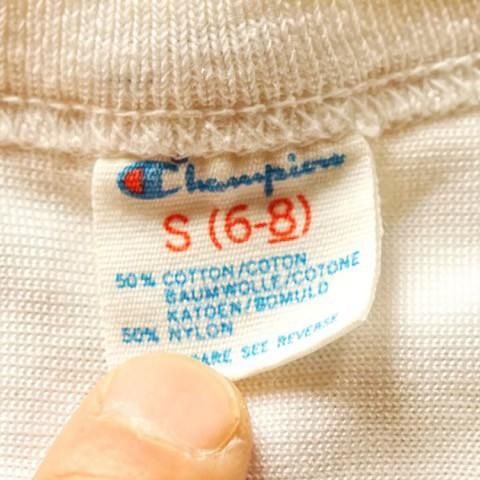 Champion
S (6-8)
50% COTTON/COTON
BAUMWOLLE/COTONE
KATOEN/BOMULD
50% NYLON
CARE SEE REVERSE